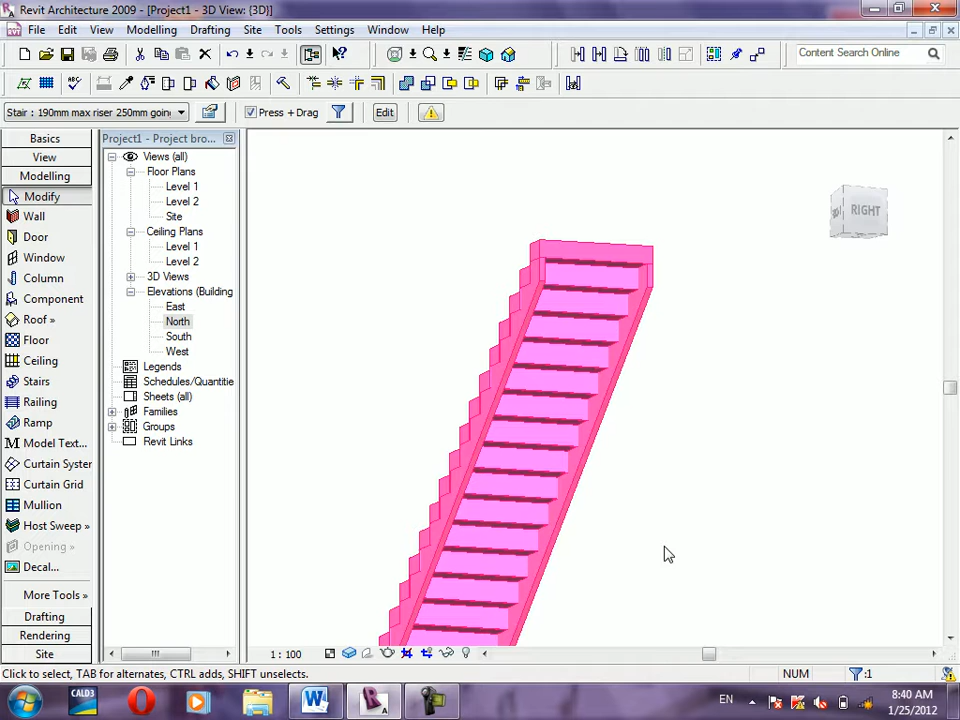 Revit Architecture 2009 - [Project1 - 3D View: {3D}]
File Edit View Modelling Drafting Site Tools Settings Window Help
Content Search Online
Stair : 190mm max riser 250mm going
Press + Drag
Edit
Basics
View
Modelling
Modify
Wall
Door
Window
Column
Component
Roof »
Floor
Ceiling
Stairs
Railing
Ramp
Model Text...
Curtain System
Curtain Grid
Mullion
Host Sweep »
Opening »
Decal...
More Tools »
Drafting
Rendering
Site
Project1 - Project bro...
Views (all)
Floor Plans
Level 1
Level 2
Site
Ceiling Plans
Level 1
Level 2
3D Views
Elevations (Building
East
North
South
West
Legends
Schedules/Quantitie
Sheets (all)
Families
Groups
Revit Links
RIGHT
1 : 100
Click to select, TAB for alternates, CTRL adds, SHIFT unselects.
NUM
:1
CALD3
EN
8:40 AM
1/25/2012